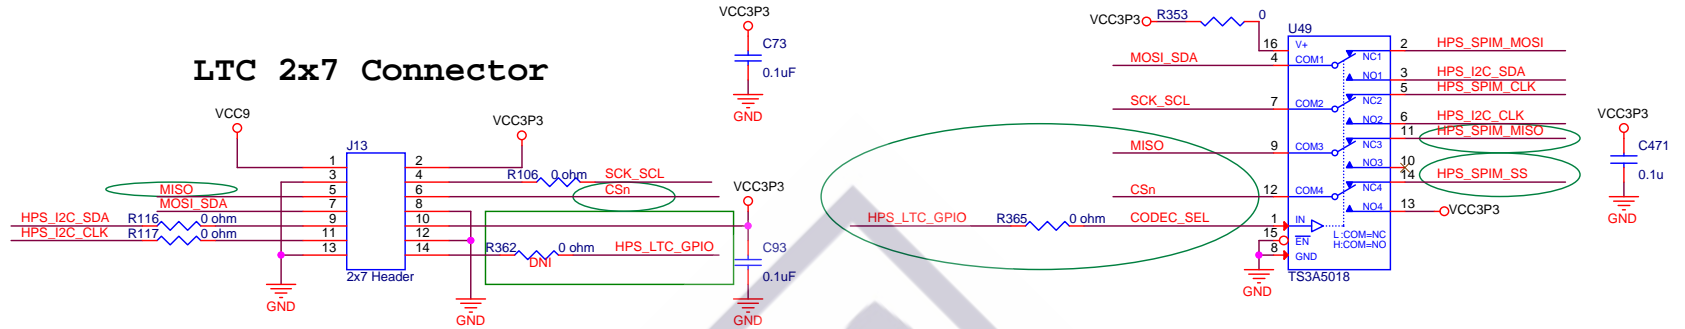 LTC 2x7 Connector
VCC9
VCC3P3
J13
1
2
3
4
5
6
7
8
9
10
11
12
13
14
2x7 Header
MISO
MOSI_SDA
HPS_I2C_SDA
R116
0 ohm
HPS_I2C_CLK
R117
0 ohm
GND
R106
0 ohm
SCK_SCL
CSn
R362
0 ohm
DNI
HPS_LTC_GPIO
GND
VCC3P3
C73
0.1uF
GND
VCC3P3
C93
0.1uF
GND
VCC3P3
R353
0
U49
MOSI_SDA
SCK_SCL
MISO
CSn
HPS_LTC_GPIO
R365
0 ohm
CODEC_SEL
16
4
7
9
12
1
15
8
V+
COM1
COM2
COM3
COM4
IN
EN
GND
NC1
NO1
NC2
NO2
NC3
NO3
NC4
NO4
L:COM=NC
H:COM=NO
TS3A5018
GND
2
HPS_SPIM_MOSI
3
HPS_I2C_SDA
5
HPS_SPIM_CLK
6
HPS_I2C_CLK
11
HPS_SPIM_MISO
10
14
HPS_SPIM_SS
13
VCC3P3
VCC3P3
C471
0.1u
GND